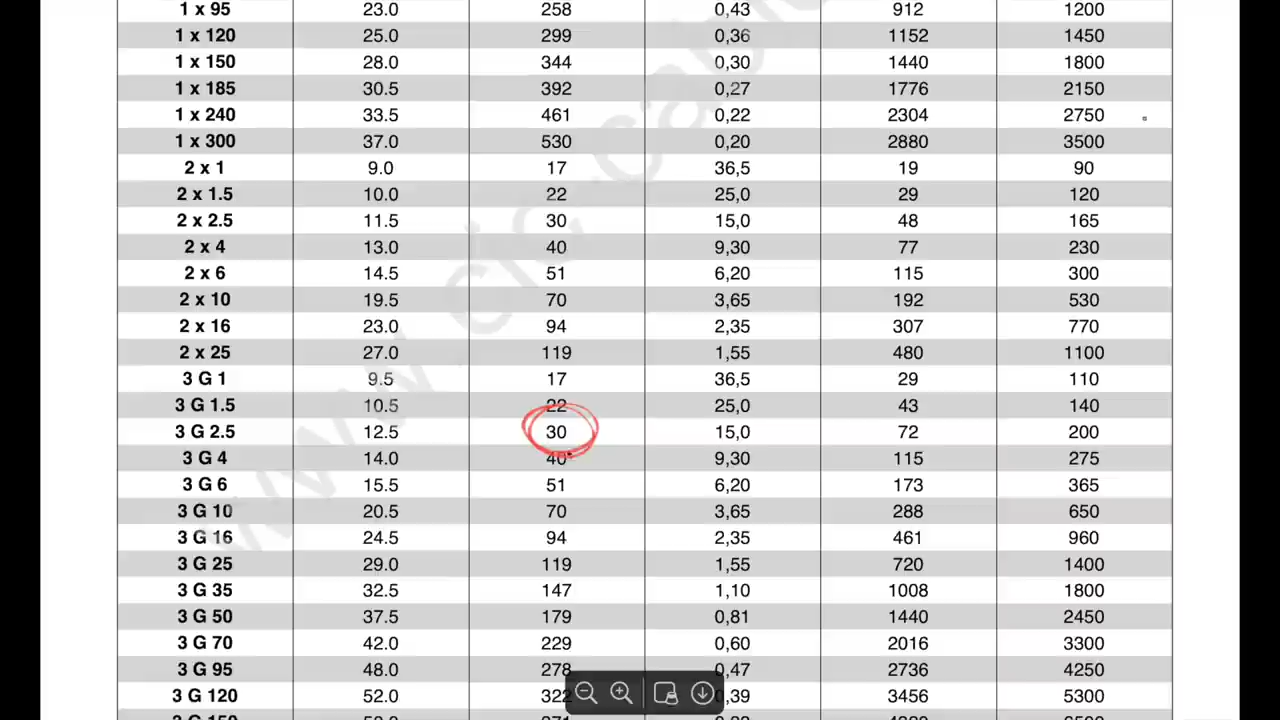 1 x 95 23.0 258 0,43 912 1200
1 x 120 25.0 299 0,36 1152 1450
1 x 150 28.0 344 0,30 1440 1800
1 x 185 30.5 392 0,27 1776 2150
1 x 240 33.5 461 0,22 2304 2750
1 x 300 37.0 530 0,20 2880 3500
2 x 1 9.0 17 36,5 19 90
2 x 1.5 10.0 22 25,0 29 120
2 x 2.5 11.5 30 15,0 48 165
2 x 4 13.0 40 9,30 77 230
2 x 6 14.5 51 6,20 115 300
2 x 10 19.5 70 3,65 192 530
2 x 16 23.0 94 2,35 307 770
2 x 25 27.0 119 1,55 480 1100
3 G 1 9.5 17 36,5 29 110
3 G 1.5 10.5 22 25,0 43 140
3 G 2.5 12.5 30 15,0 72 200
3 G 4 14.0 40 9,30 115 275
3 G 6 15.5 51 6,20 173 365
3 G 10 20.5 70 3,65 288 650
3 G 16 24.5 94 2,35 461 960
3 G 25 29.0 119 1,55 720 1400
3 G 35 32.5 147 1,10 1008 1800
3 G 50 37.5 179 0,81 1440 2450
3 G 70 42.0 229 0,60 2016 3300
3 G 95 48.0 278 0,47 2736 4250
3 G 120 52.0 322 0,39 3456 5300
3 G 150